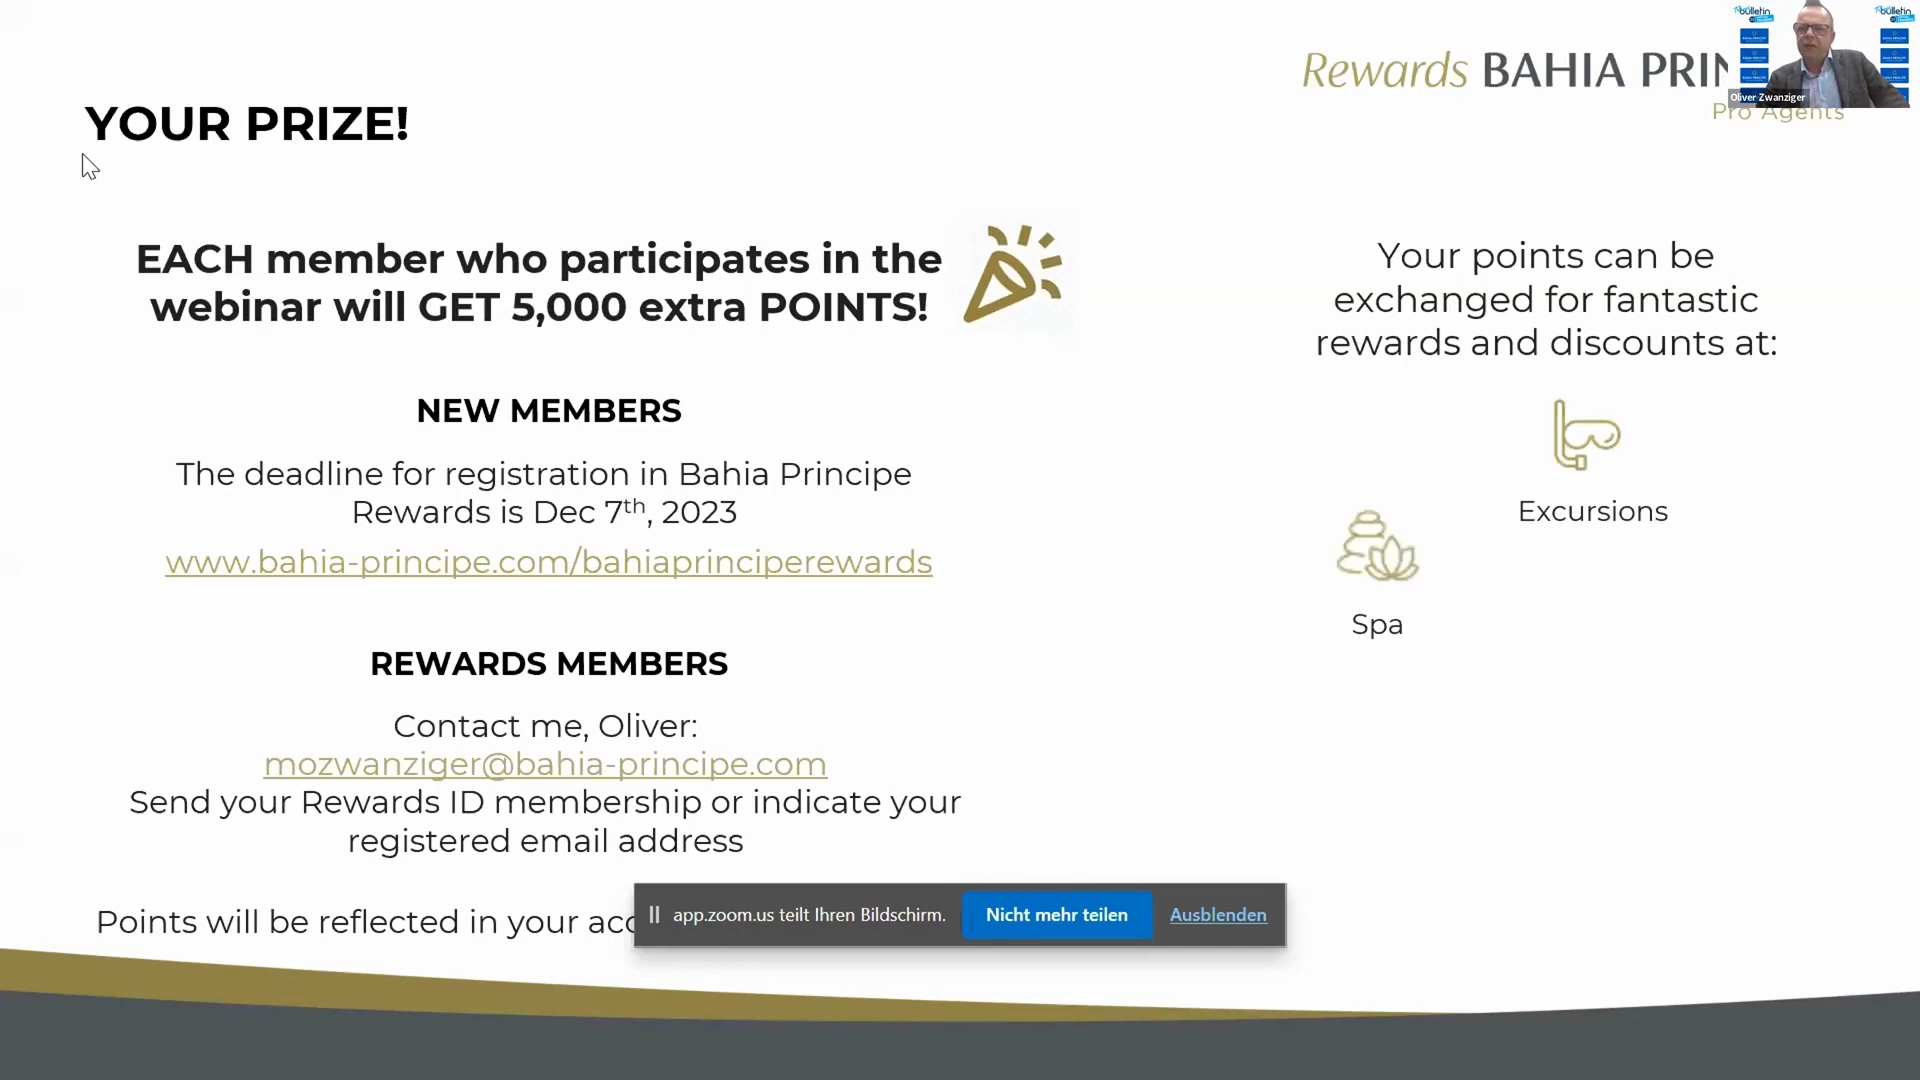 Rewards BAHIA PRIN
Pro Agents
bulletin
bulletin
Oliver Zwanziger
YOUR PRIZE!
EACH member who participates in the
webinar will GET 5,000 extra POINTS!
NEW MEMBERS
The deadline for registration in Bahia Principe
Rewards is Dec 7th, 2023
www.bahia-principe.com/bahiaprinciperewards
REWARDS MEMBERS
Contact me, Oliver:
mozwanziger@bahia-principe.com
Send your Rewards ID membership or indicate your
registered email address
Points will be reflected in your acc
Your points can be
exchanged for fantastic
rewards and discounts at:
Excursions
Spa
app.zoom.us teilt Ihren Bildschirm.
Nicht mehr teilen
Ausblenden